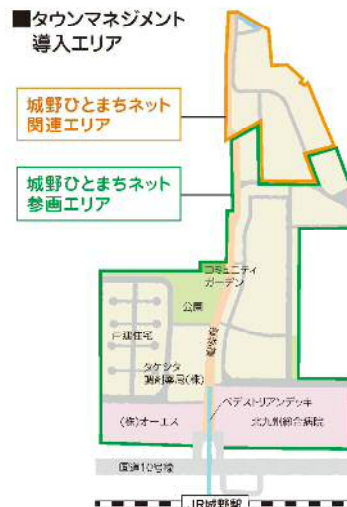 ■タウンマネジメント
導入エリア
城野ひとまちネット
関連エリア
城野ひとまちネット
参画エリア
コミュニティ
ガーデン
公園
戸建住宅
タケシタ
調剤薬局(株)
ペデストリアンデッキ
(株)オーエス
北九州総合病院
国道10号線
JR城野駅